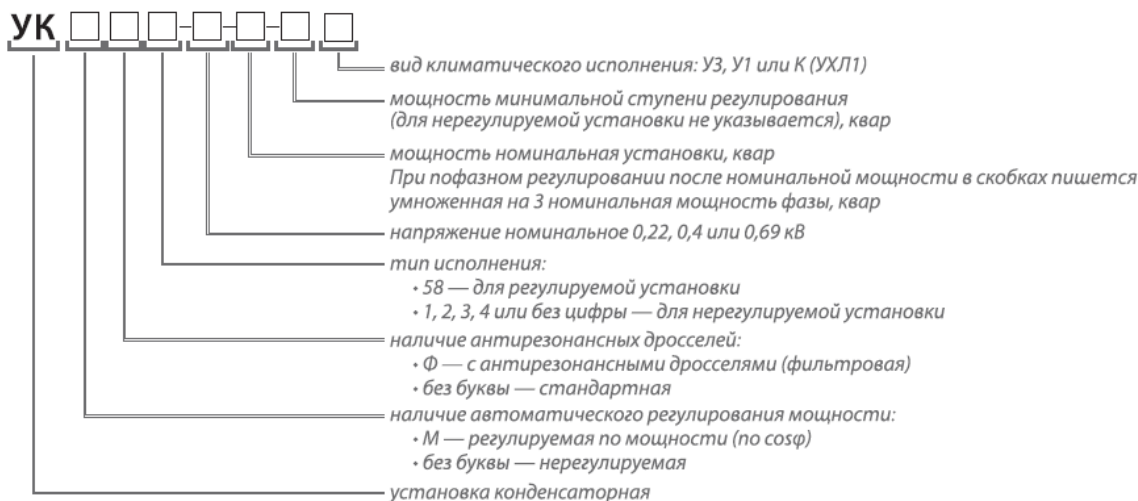 УК
вид климатического исполнения: У3, У1 или К (УХЛ1)
мощность минимальной ступени регулирования
(для нерегулируемой установки не указывается), квар
мощность номинальная установки, квар
При пофазном регулировании после номинальной мощности в скобках пишется
умноженная на 3 номинальная мощность фазы, квар
напряжение номинальное 0,22, 0,4 или 0,69 кВ
тип исполнения:
• 58 — для регулируемой установки
• 1, 2, 3, 4 или без цифры — для нерегулируемой установки
наличие антирезонансных дросселей:
• Ф — с антирезонансными дросселями (фильтровая)
• без буквы — стандартная
наличие автоматического регулирования мощности:
• М — регулируемая по мощности (по cosφ)
• без буквы — нерегулируемая
установка конденсаторная